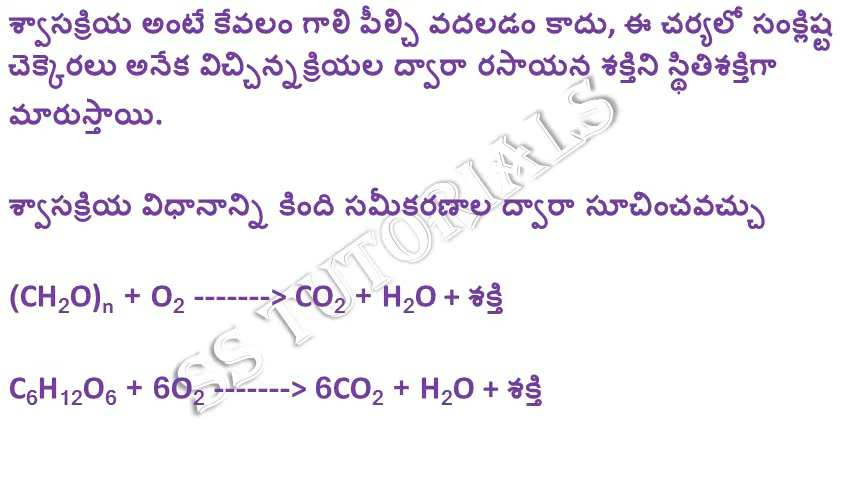 శ్వాసక్రియ అంటే కేవలం గాలి పీల్చి వదలడం కాదు, ఈ చర్యలో సంక్లిష్ట
చెక్కెరలు అనేక విచ్ఛిన్న క్రియల ద్వారా రసాయన శక్తిని స్థితిశక్తిగా
మారుస్తాయి.
శ్వాసక్రియ విధానాన్ని కింది సమీకరణాల ద్వారా సూచించవచ్చు
(CH₂O)ₙ + O₂ -------> CO₂ + H₂O + శక్తి
C₆H₁₂O₆ + 6O₂ -------> 6CO₂ + H₂O + శక్తి
SS TUTORIALS